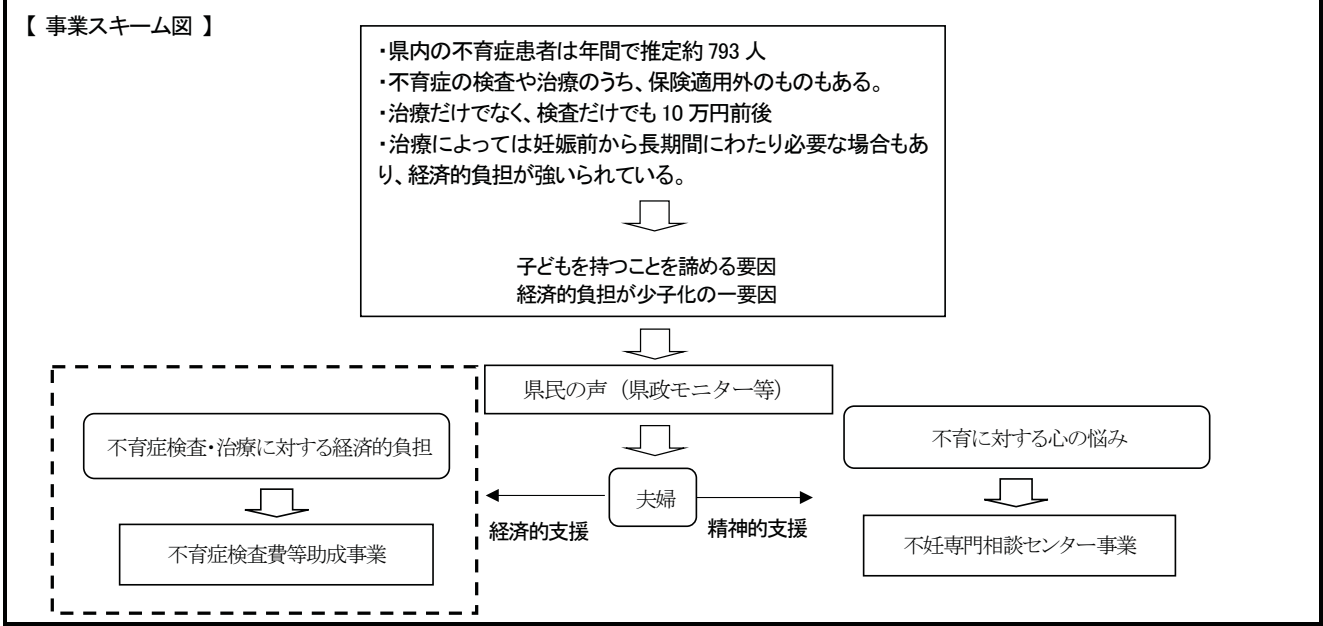 【 事業スキーム図 】
・県内の不育症患者は年間で推定約 793 人
・不育症の検査や治療のうち、保険適用外のものもある。
・治療だけでなく、検査だけでも 10 万円前後
・治療によっては妊娠前から長期間にわたり必要な場合もあ
り、経済的負担が強いられている。
子どもを持つことを諦める要因
経済的負担が少子化の一要因
県民の声（県政モニター等）
不育症検査・治療に対する経済的負担
不育に対する心の悩み
夫婦
経済的支援
精神的支援
不育症検査費等助成事業
不妊専門相談センター事業